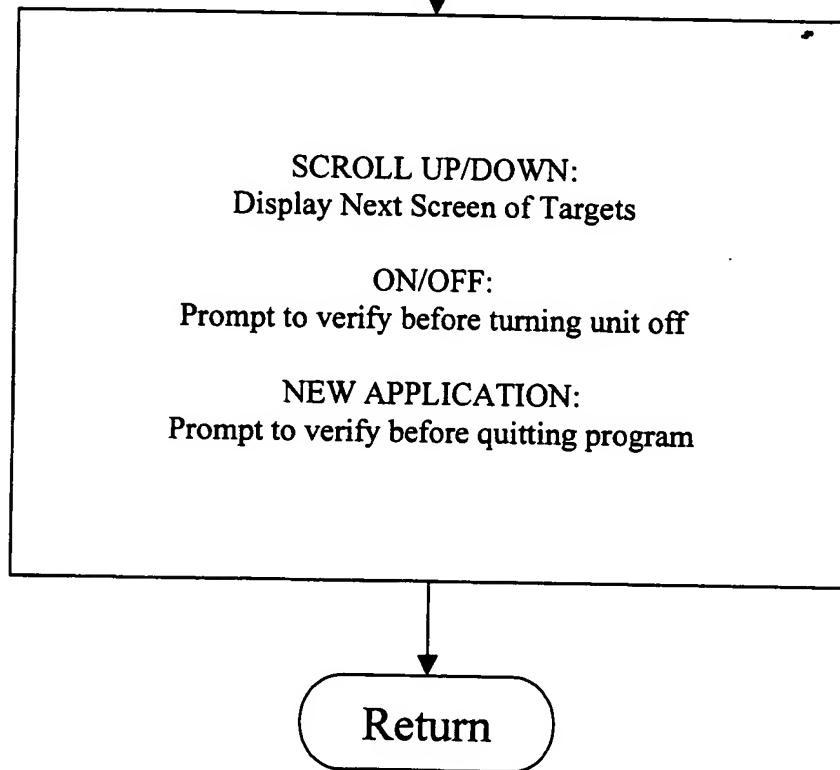 SCROLL UP/DOWN:
Display Next Screen of Targets
ON/OFF:
Prompt to verify before turning unit off
NEW APPLICATION:
Prompt to verify before quitting program
Return